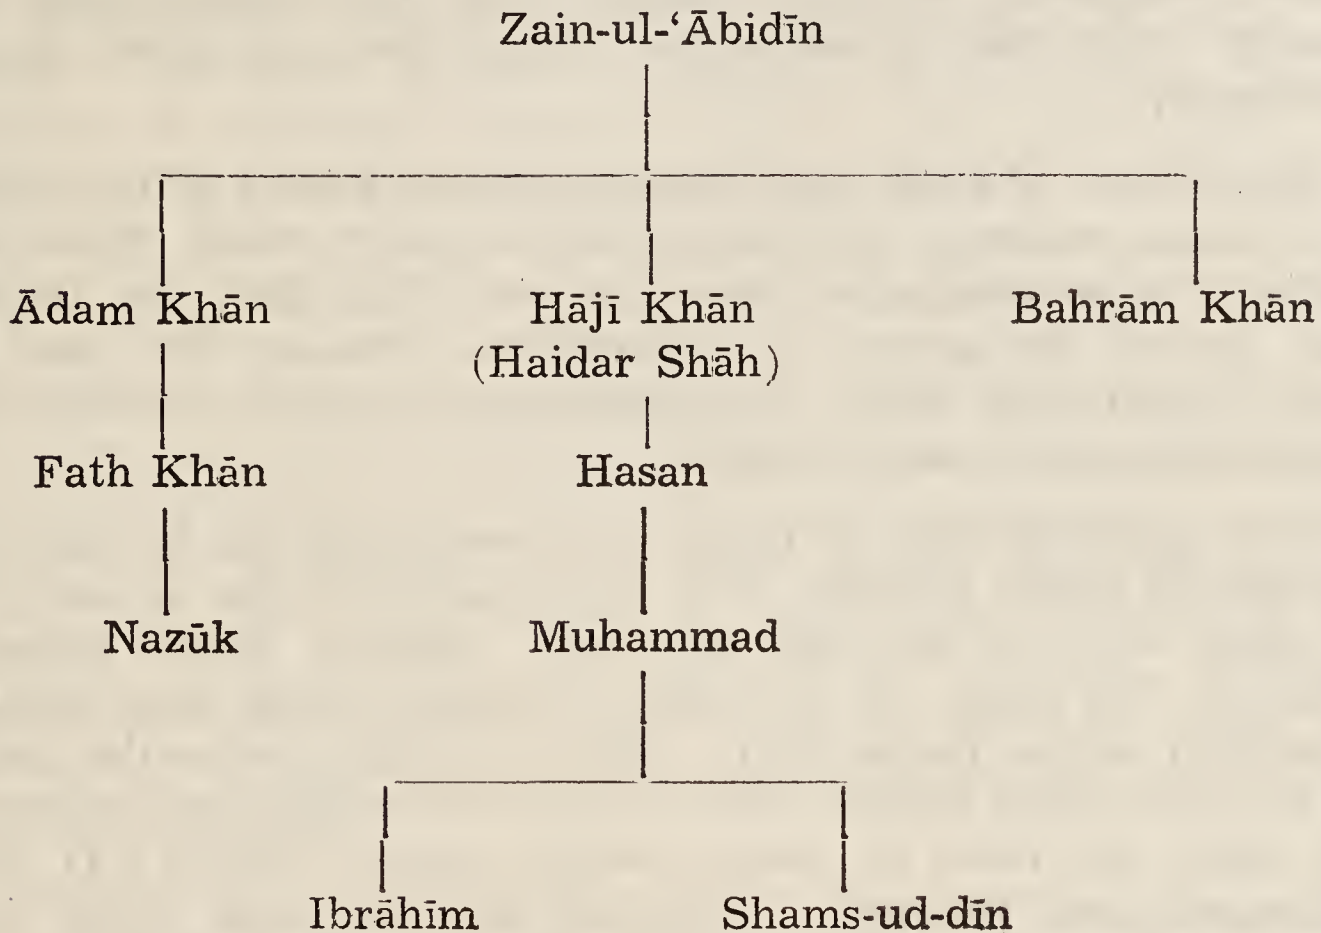 Zain-ul-‘Ābidīn
Ādam Khān Hājī Khān Bahrām Khān
(Haidar Shāh)
Fath Khān Hasan
Nazūk Muhammad
Ibrāhīm Shams-ud-dīn